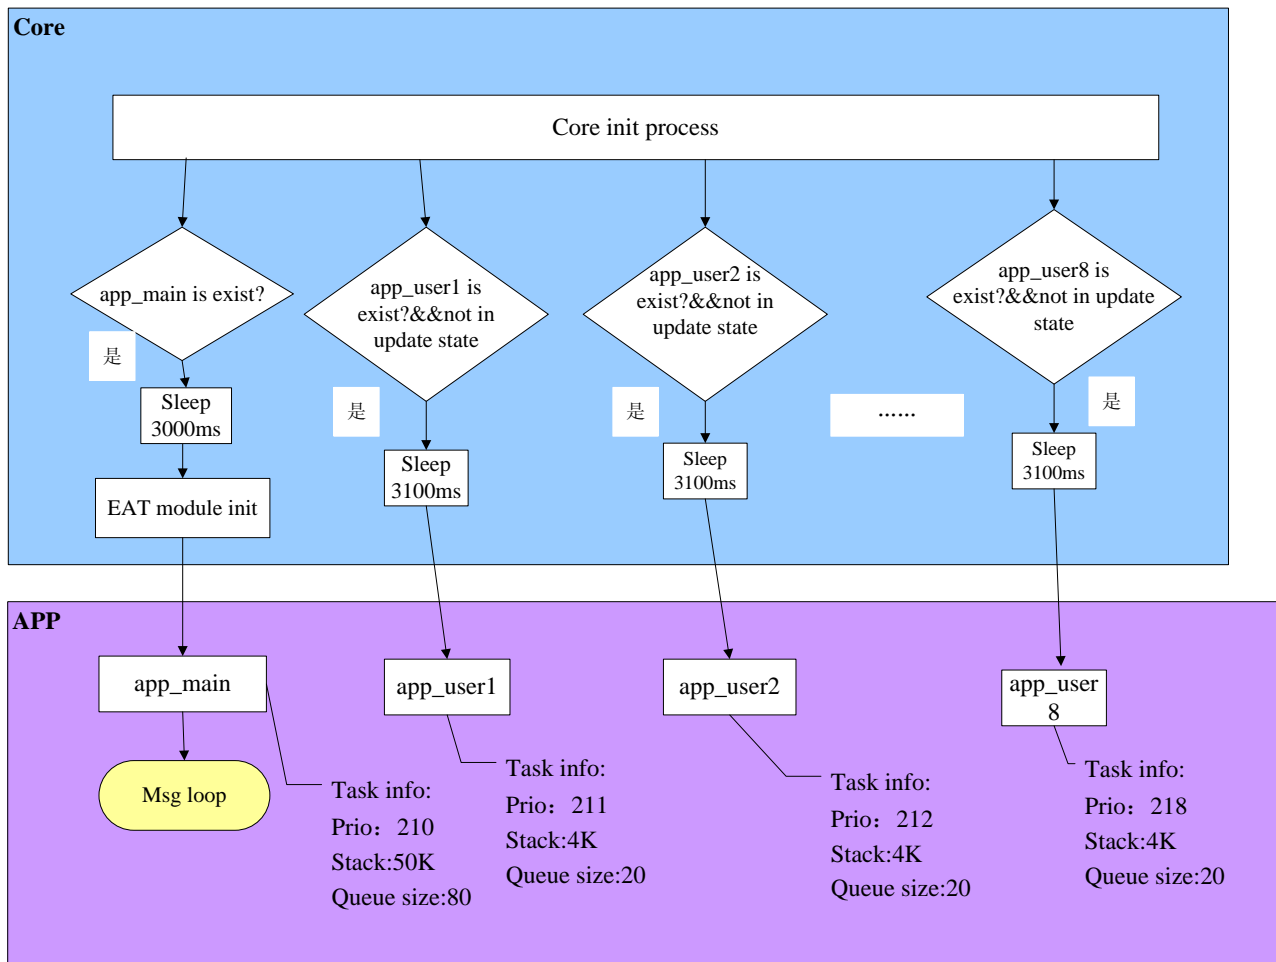 Core
Core init process
app_main is exist?
app_user1 is
exist?&&not in
update state
app_user2 is
exist?&&not in
update state
app_user8 is
exist?&&not in update
state
是
是
是
是
……
Sleep
3000ms
Sleep
3100ms
Sleep
3100ms
Sleep
3100ms
EAT module init
APP
app_main
app_user1
app_user2
app_user
8
Msg loop
Task info:
Prio：210
Stack:50K
Queue size:80
Task info:
Prio：211
Stack:4K
Queue size:20
Task info:
Prio：212
Stack:4K
Queue size:20
Task info:
Prio：218
Stack:4K
Queue size:20